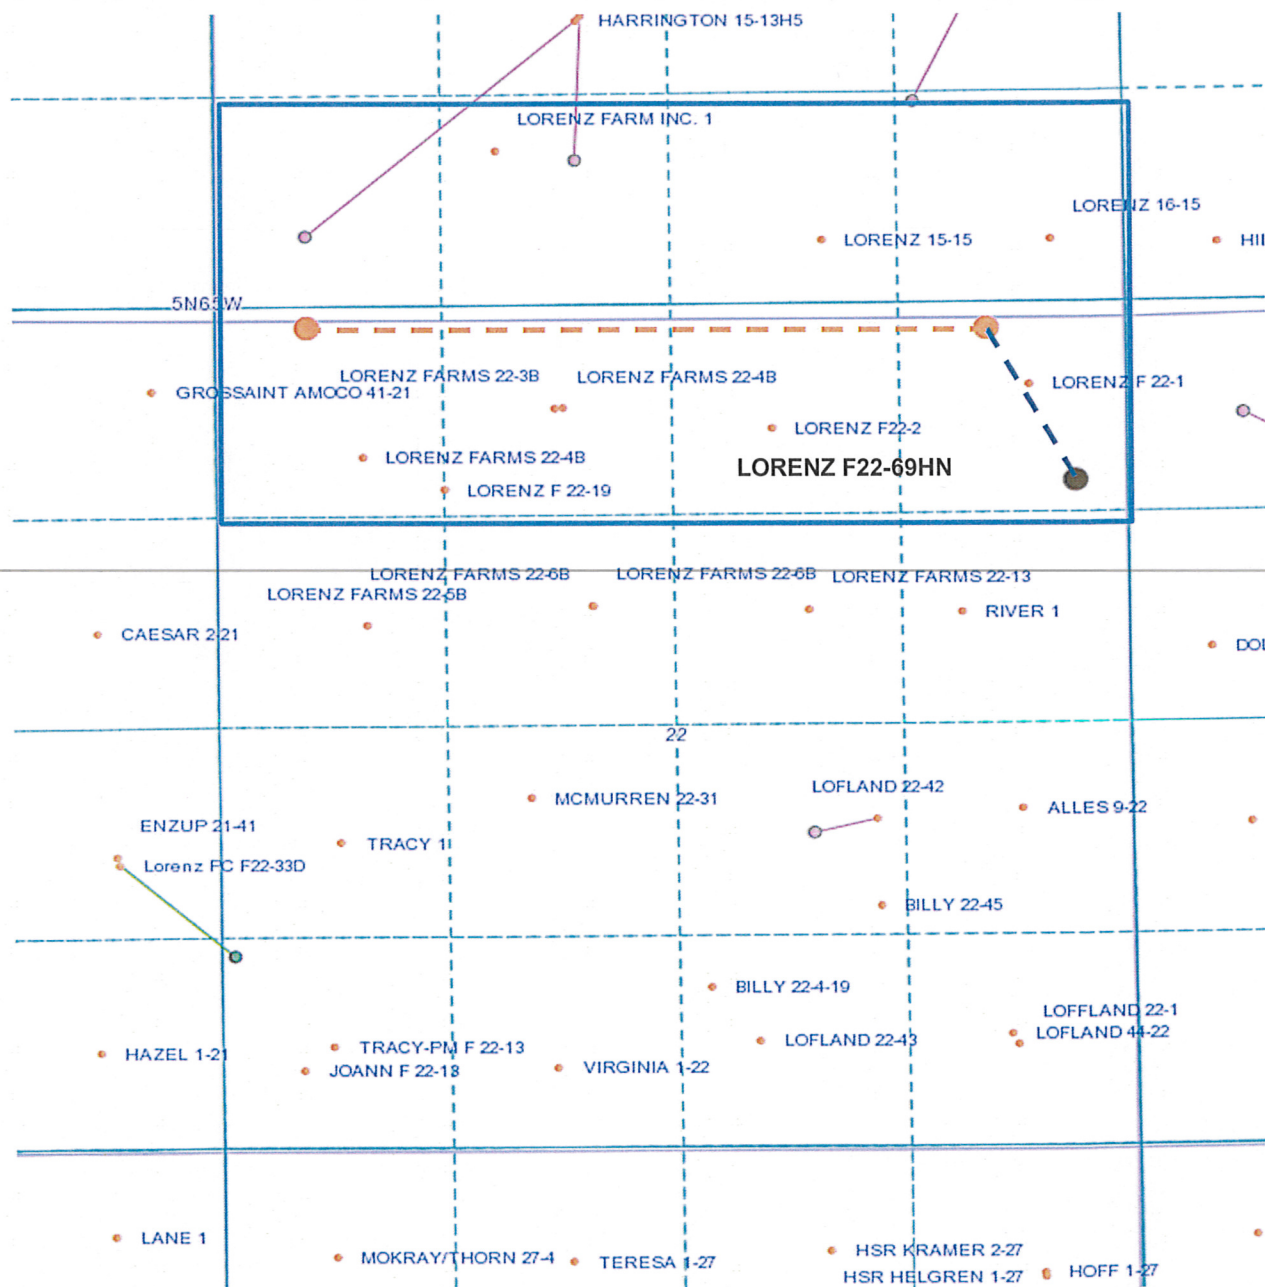 HARRINGTON 15-13H5
LORENZ FARM INC. 1
LORENZ 16-15
LORENZ 15-15
HII
5N65W
LORENZ FARMS 22-3B
LORENZ FARMS 22-4B
LORENZ F 22-1
GROSSAINT AMOCO 41-21
LORENZ F22-2
LORENZ FARMS 22-4B
LORENZ F22-69HN
LORENZ F 22-19
LORENZ FARMS 22-6B
LORENZ FARMS 22-6B
LORENZ FARMS 22-13
LORENZ FARMS 22-5B
RIVER 1
CAESAR 2-21
DOE
22
LOFLAND 22-42
MCMURREN 22-31
ALLES 9-22
ENZUP 21-41
TRACY 1
Lorenz FC F22-33D
BILLY 22-45
BILLY 22-4-19
LOFFLAND 22-1
LOFLAND 44-22
LOFLAND 22-43
TRACY-PM F 22-13
HAZEL 1-21
VIRGINIA 1-22
JOANN F 22-13
LANE 1
HSR KRAMER 2-27
MOKRAY/THORN 27-4
TERESA 1-27
HOFF 1-27
HSR HELGREN 1-27